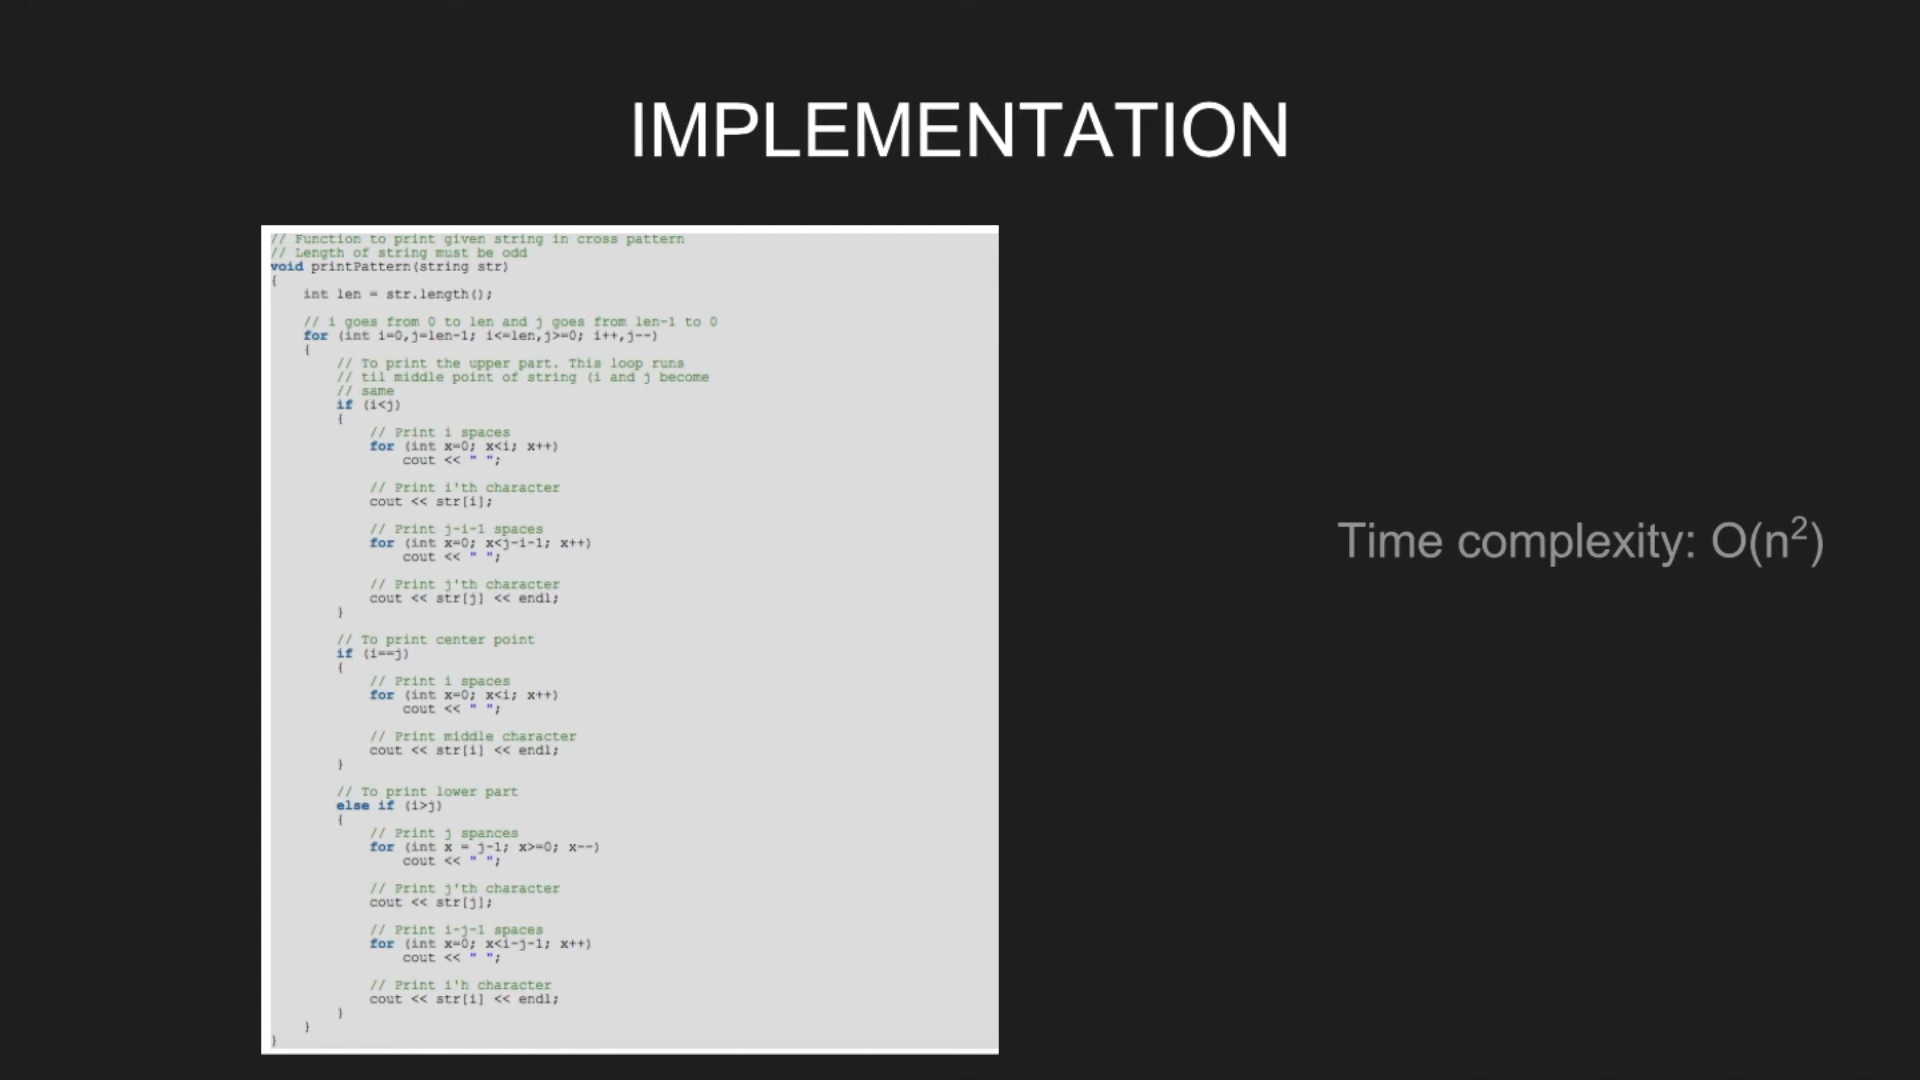 IMPLEMENTATION
// Function to print given string in cross pattern
// Length of string must be odd
void printPattern(string str)
{
    int len = str.length();
    // i goes from 0 to len and j goes from len-1 to 0
    for (int i=0,j=len-1; i<=len,j>=0; i++,j--)
    {
        // To print the upper part. This loop runs
        // til middle point of string (i and j become
        // same
        if (i<j)
        {
            // Print i spaces
            for (int x=0; x<i; x++)
                cout << " ";
            // Print i'th character
            cout << str[i];
            // Print j-i-1 spaces
            for (int x=0; x<j-i-1; x++)
                cout << " ";
            // Print j'th character
            cout << str[j] << endl;
        }
        // To print center point
        if (i==j)
        {
            // Print i spaces
            for (int x=0; x<i; x++)
                cout << " ";
            // Print middle character
            cout << str[i] << endl;
        }
        // To print lower part
        else if (i>j)
        {
            // Print j spances
            for (int x = j-1; x>=0; x--)
                cout << " ";
            // Print j'th character
            cout << str[j];
            // Print i-j-1 spaces
            for (int x=0; x<i-j-1; x++)
                cout << " ";
            // Print i'h character
            cout << str[i] << endl;
        }
    }
}
Time complexity: O(n²)